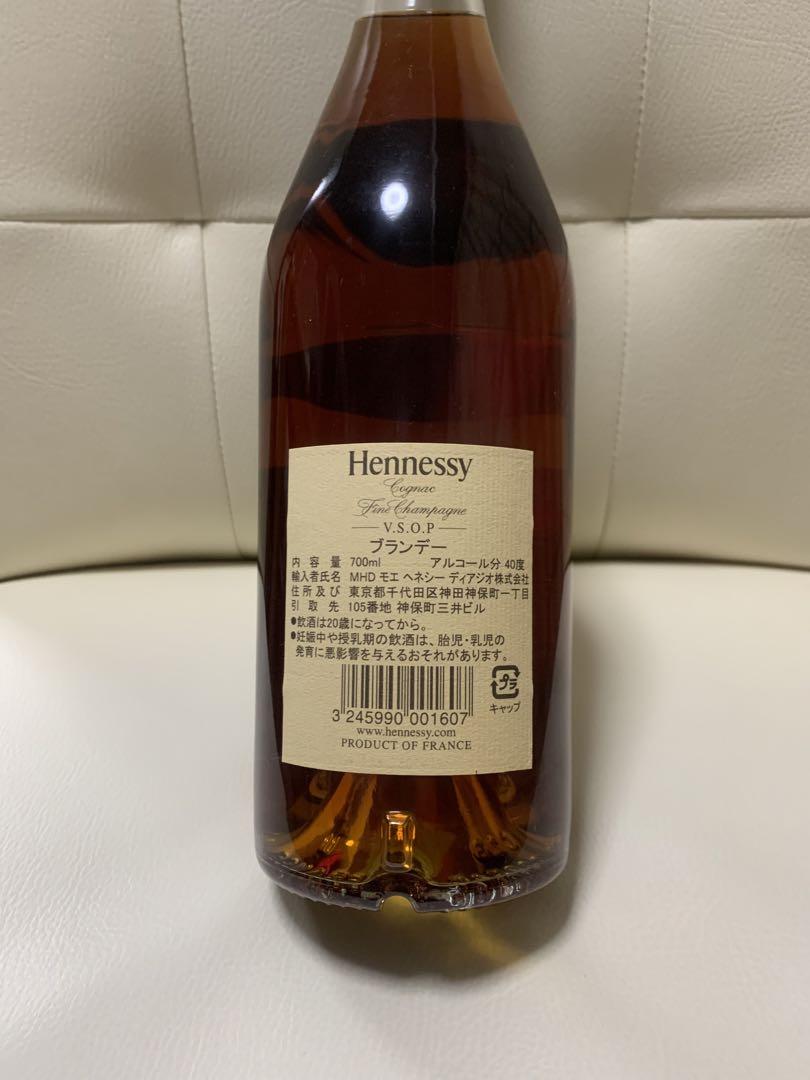 Hennessy
Cognac
Fine Champagne
V.S.O.P
ブランデー
内容量 700ml アルコール分 40度
輸入者氏名 MHD モエ ヘネシー ディアジオ株式会社
住所及び 東京都千代田区神田神保町一丁目
引取先 105番地 神保町三井ビル
●飲酒は20歳になってから。
●妊娠中や授乳期の飲酒は、胎児・乳児の
発育に悪影響を与えるおそれがあります。
プラ
キャップ
3 245990 001607
www.hennessy.com
PRODUCT OF FRANCE